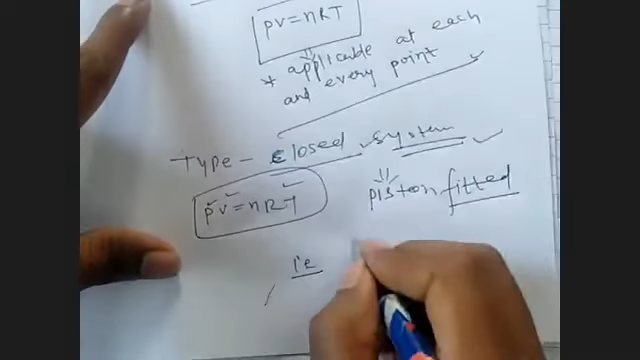 PV=nRT
* applicable at each
and every point
Type - closed system
PV=nRT
piston fitted
i'e